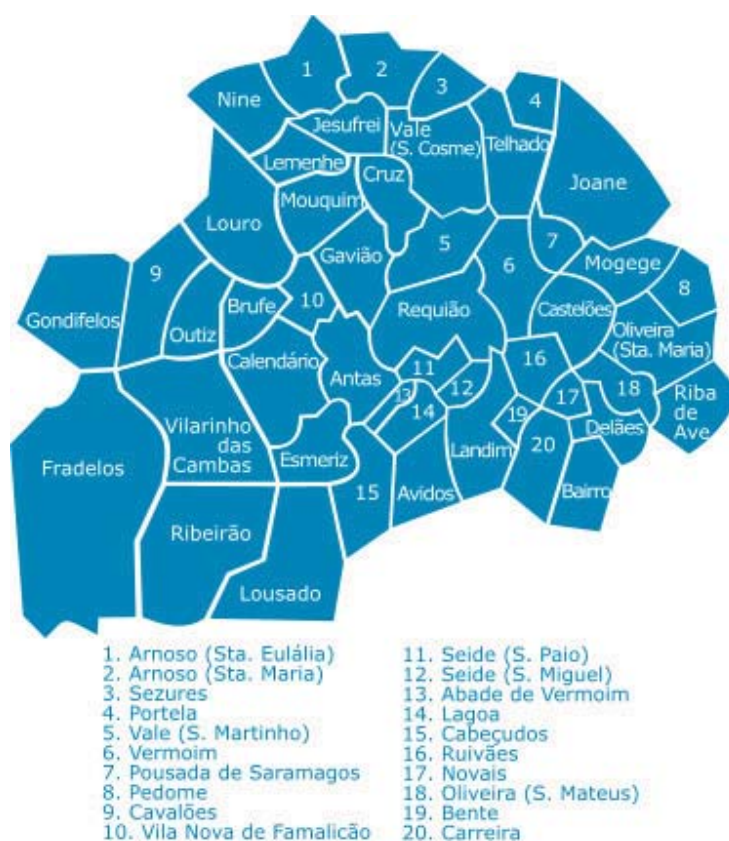 1
2
3
4
Nine
Jesufrei
Vale
(S. Cosme)
Telhado
Lemenhe
Cruz
Joane
Mouquim
Louro
5
7
Gavião
6
Mogege
9
8
10
Brufe
Requião
Castelões
Gondifelos
Outiz
Oliveira
(Sta. Maria)
Calendário
16
11
Antas
12
13
17
18
Riba
de
Ave
14
19
Vilarinho
das
Cambas
Delães
20
Landim
Esmeriz
Fradelos
15
Avidos
Bairro
Ribeirão
Lousado
1. Arnoso (Sta. Eulália)
2. Arnoso (Sta. Maria)
3. Sezures
4. Portela
5. Vale (S. Martinho)
6. Vermoim
7. Pousada de Saramagos
8. Pedome
9. Cavalões
10. Vila Nova de Famalicão
11. Seide (S. Paio)
12. Seide (S. Miguel)
13. Abade de Vermoim
14. Lagoa
15. Cabeçudos
16. Ruivães
17. Novais
18. Oliveira (S. Mateus)
19. Bente
20. Carreira